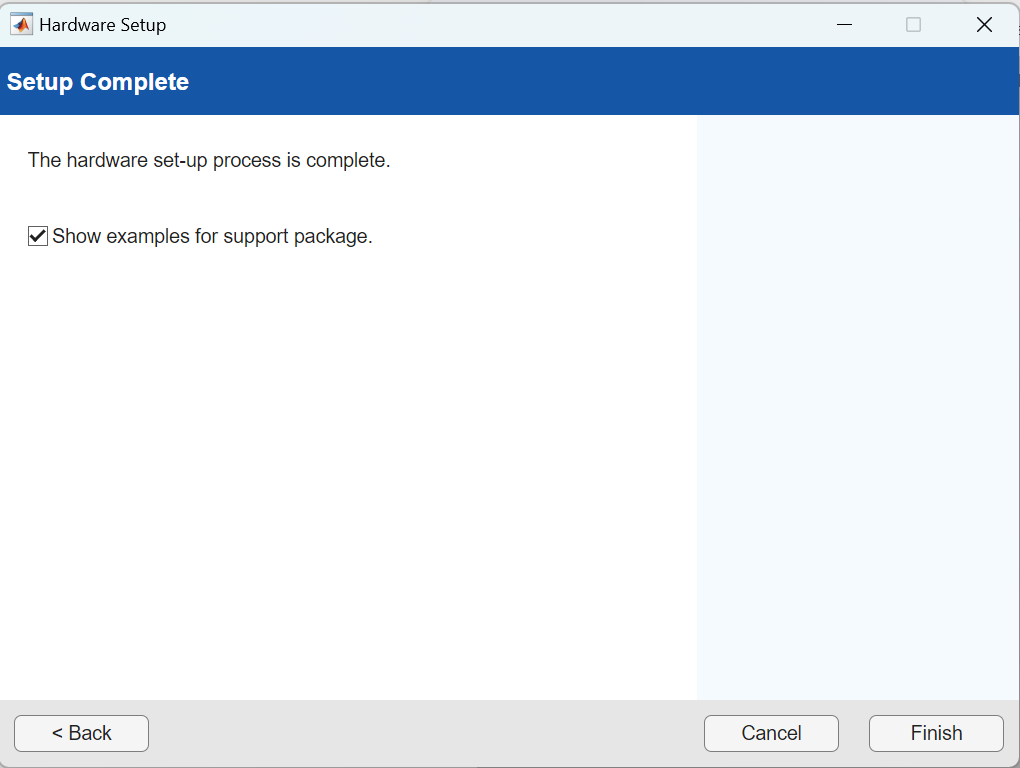 Hardware Setup
Setup Complete
The hardware set-up process is complete.
Show examples for support package.
< Back
Cancel
Finish